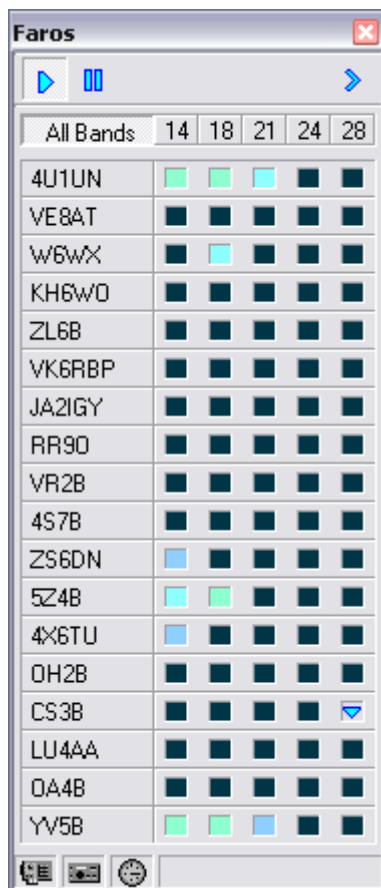 Faros
All Bands 14 18 21 24 28
4U1UN
VE8AT
W6WX
KH6WO
ZL6B
VK6RBP
JA2IGY
RR9O
VR2B
4S7B
ZS6DN
5Z4B
4X6TU
OH2B
CS3B
LU4AA
OA4B
YV5B